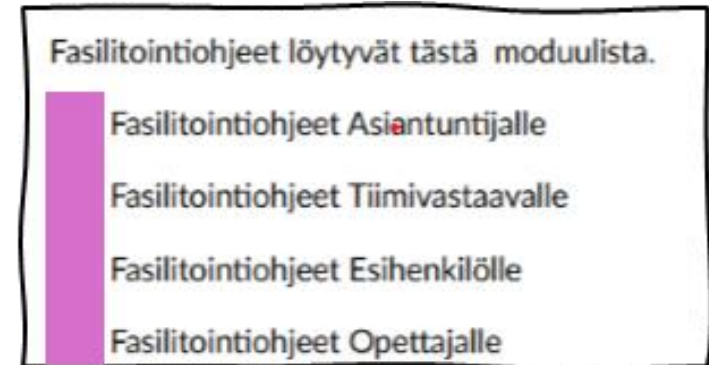 Fasilitointiohjeet löytyvät tästä moduulista.
Fasilitointiohjeet Asiantuntijalle
Fasilitointiohjeet Tiimivastaavalle
Fasilitointiohjeet Esihenkilölle
Fasilitointiohjeet Opettajalle